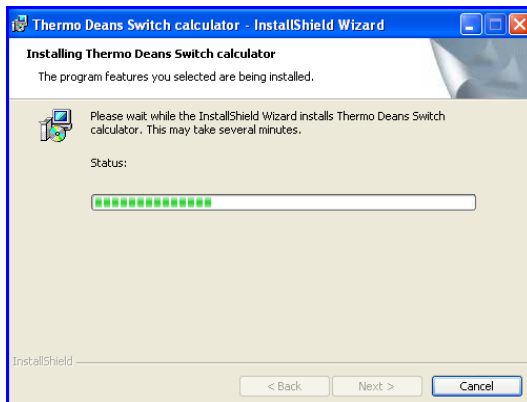 Thermo Deans Switch calculator - InstallShield Wizard
Installing Thermo Deans Switch calculator
The program features you selected are being installed.
Please wait while the InstallShield Wizard installs Thermo Deans Switch
calculator. This may take several minutes.
Status:
InstallShield
< Back Next > Cancel